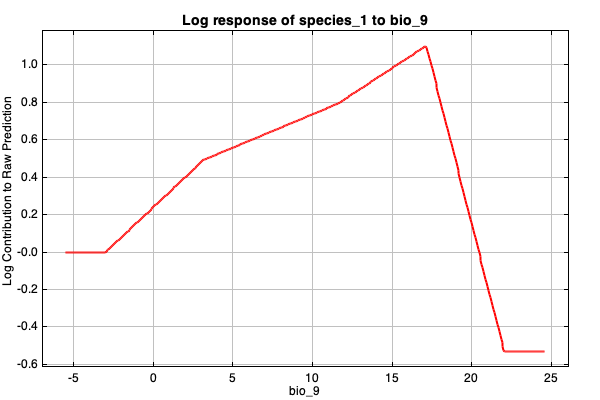 Log response of species_1 to bio_9
Log Contribution to Raw Prediction
1.0
0.8
0.6
0.4
0.2
-0.0
-0.2
-0.4
-0.6
-5 0 5 10 15 20 25
bio_9